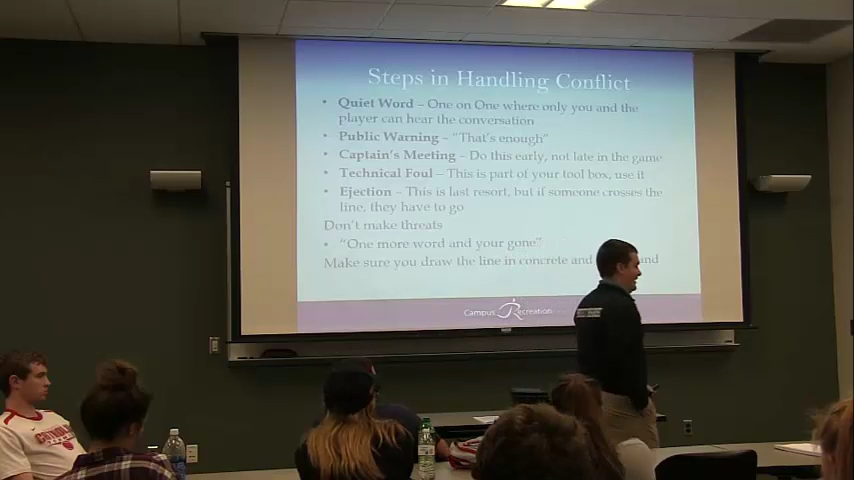 Steps in Handling Conflict
• Quiet Word – One on One where only you and the
player can hear the conversation
• Public Warning – "That's enough"
• Captain's Meeting – Do this early, not late in the game
• Technical Foul – This is part of your tool box, use it
• Ejection – This is last resort, but if someone crosses the
line, they have to go
Don't make threats
• "One more word and your gone"
Make sure you draw the line in concrete and
Campus Recreation